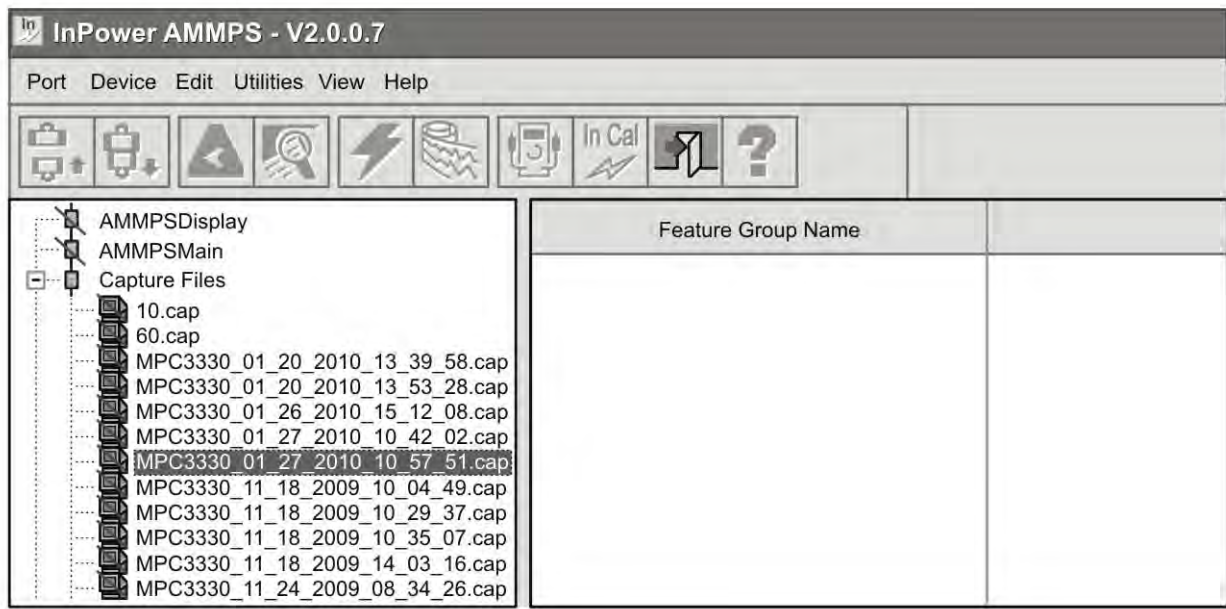 In
InPower AMMPS - V2.0.0.7
Port Device Edit Utilities View Help
In Cal
?
AMMPSDisplay
AMMPSMain
Capture Files
10.cap
60.cap
MPC3330_01_20_2010_13_39_58.cap
MPC3330_01_20_2010_13_53_28.cap
MPC3330_01_26_2010_15_12_08.cap
MPC3330_01_27_2010_10_42_02.cap
MPC3330_01_27_2010_10_57_51.cap
MPC3330_11_18_2009_10_04_49.cap
MPC3330_11_18_2009_10_29_37.cap
MPC3330_11_18_2009_10_35_07.cap
MPC3330_11_18_2009_14_03_16.cap
MPC3330_11_24_2009_08_34_26.cap
Feature Group Name